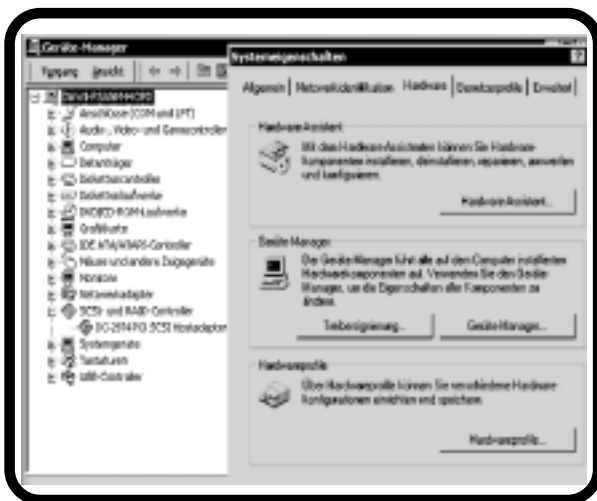 Geräte-Manager
Vorgang Ansicht
Anschlüsse (COM und LPT)
Audio-, Video- und Gamecontroller
Computer
Datenträger
Diskettencontroller
Diskettenlaufwerke
DVD/CD-ROM-Laufwerke
Grafikkarte
IDE ATA/ATAPI-Controller
Mäuse und andere Zeigegeräte
Monitore
Netzwerkadapter
SCSI- und RAID-Controller
SCSI Hostadapter
Systemgeräte
Tastaturen
USB-Controller
Systemeigenschaften
Allgemein Netzwerkidentifikation Hardware Benutzerprofile Erweitert
Hardware-Assistent
Mit dem Hardware-Assistenten können Sie Hardware-
komponenten installieren, deinstallieren, reparieren, auswerfen
und konfigurieren.
Hardware-Assistent...
Geräte-Manager
Der Geräte-Manager führt alle auf dem Computer installierten
Hardwarekomponenten auf. Verwenden Sie den Geräte-
Manager, um die Eigenschaften aller Komponenten zu
ändern.
Treibersignierung... Geräte-Manager...
Hardwareprofile
Über Hardwareprofile können Sie verschiedene Hardware-
konfigurationen einrichten und speichern.
Hardwareprofile...